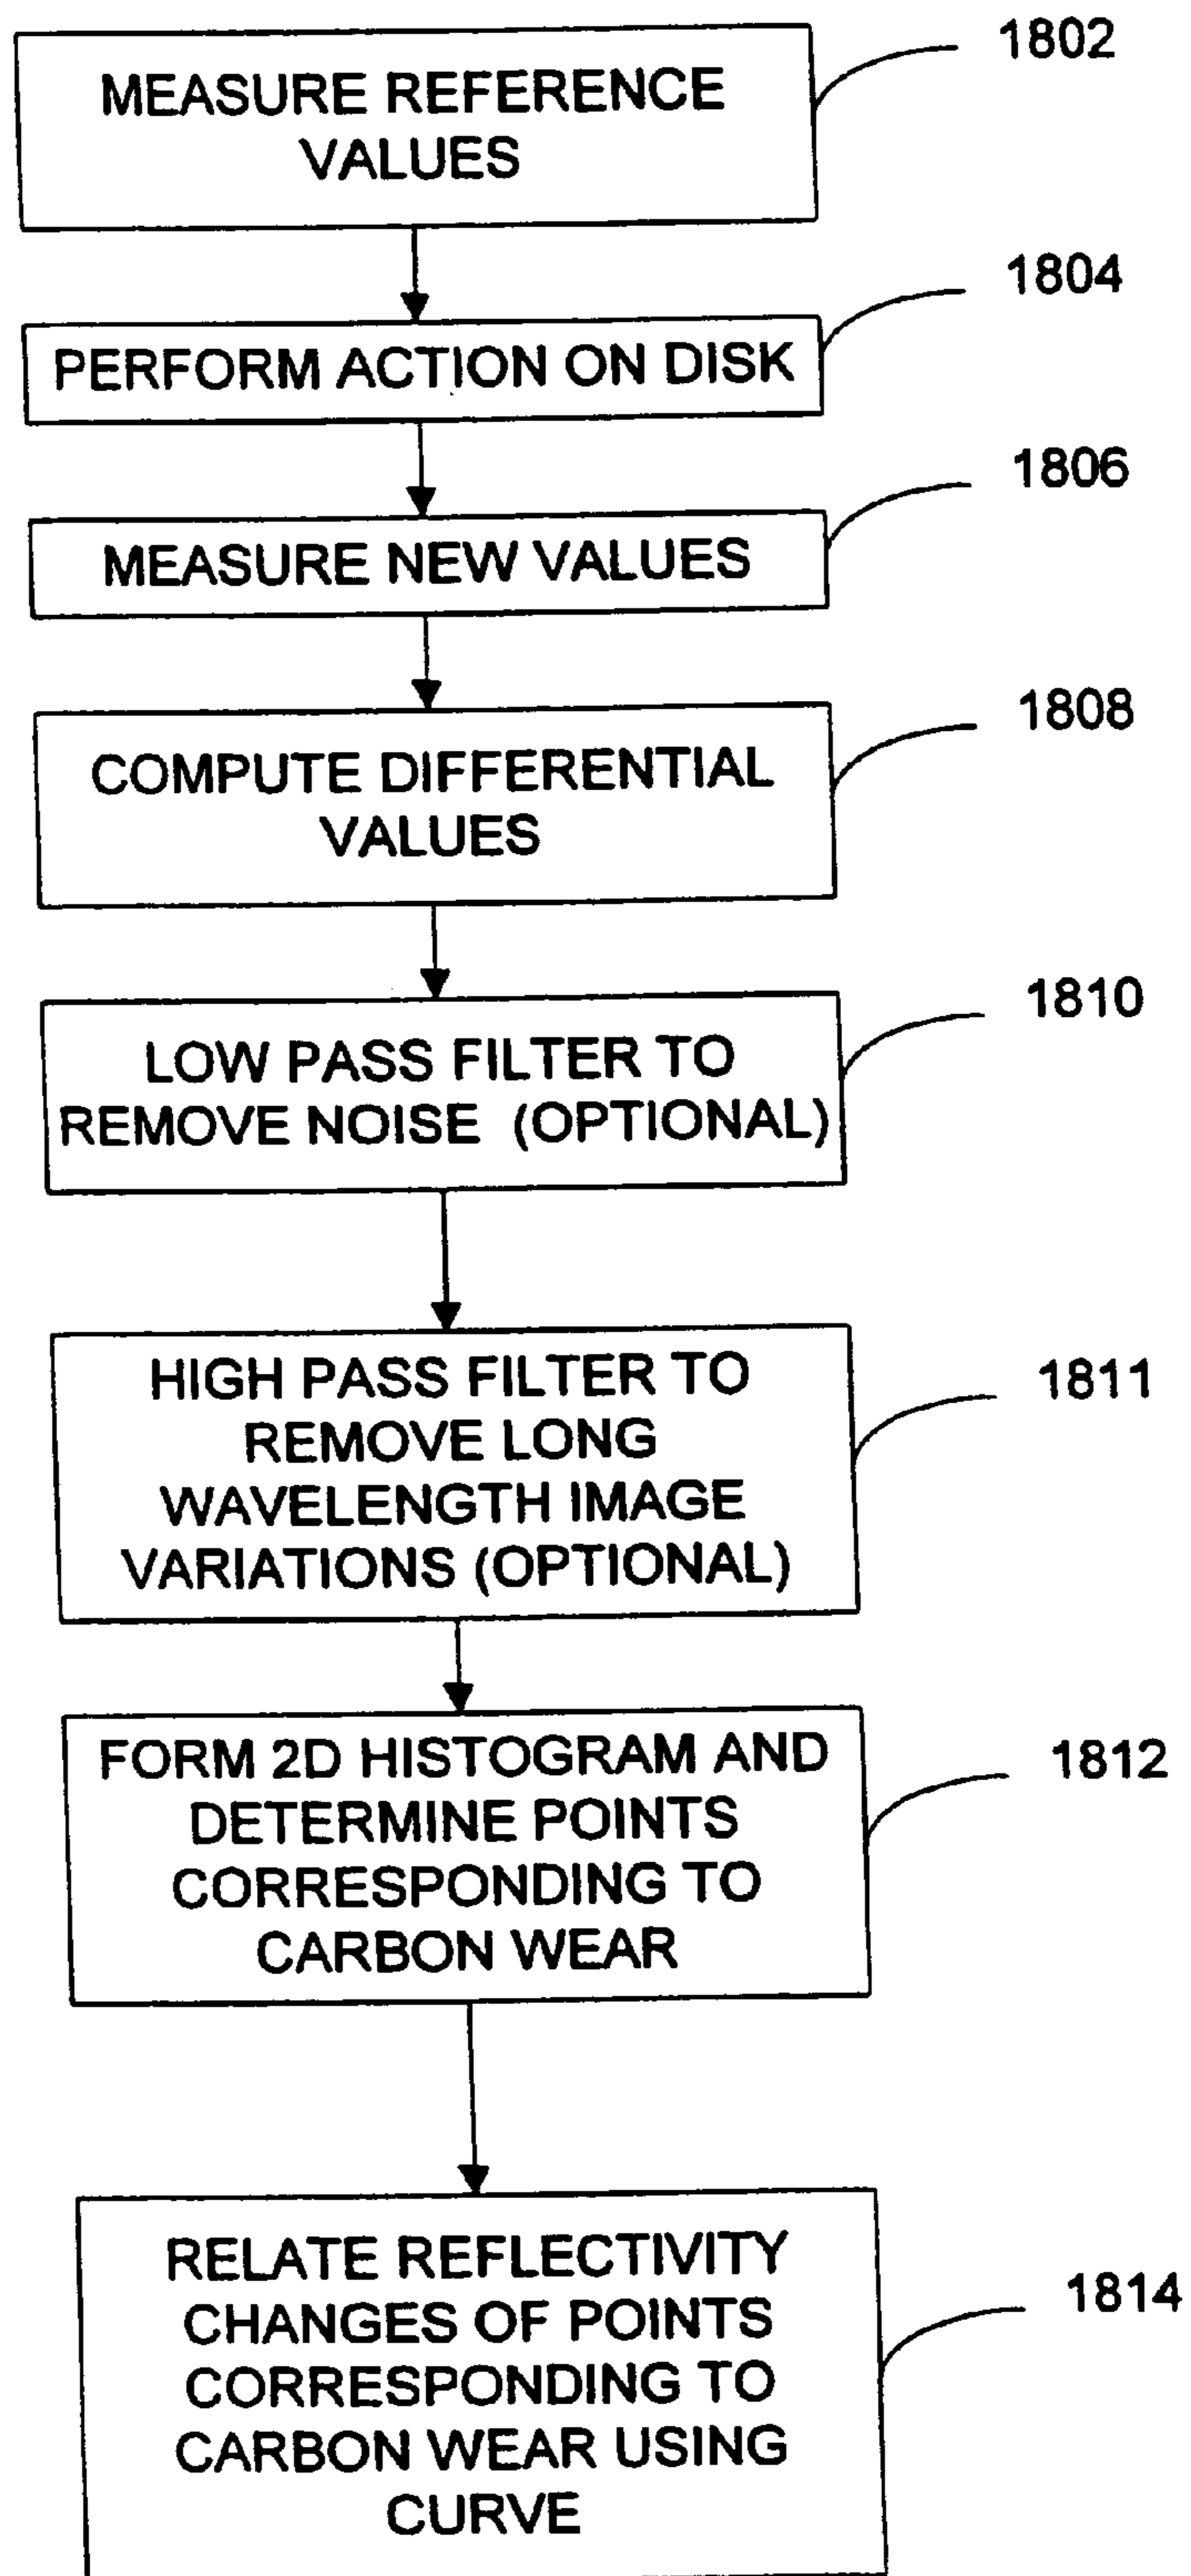 1802
MEASURE REFERENCE
VALUES
1804
PERFORM ACTION ON DISK
1806
MEASURE NEW VALUES
1808
COMPUTE DIFFERENTIAL
VALUES
1810
LOW PASS FILTER TO
REMOVE NOISE (OPTIONAL)
1811
HIGH PASS FILTER TO
REMOVE LONG
WAVELENGTH IMAGE
VARIATIONS (OPTIONAL)
1812
FORM 2D HISTOGRAM AND
DETERMINE POINTS
CORRESPONDING TO
CARBON WEAR
1814
RELATE REFLECTIVITY
CHANGES OF POINTS
CORRESPONDING TO
CARBON WEAR USING
CURVE